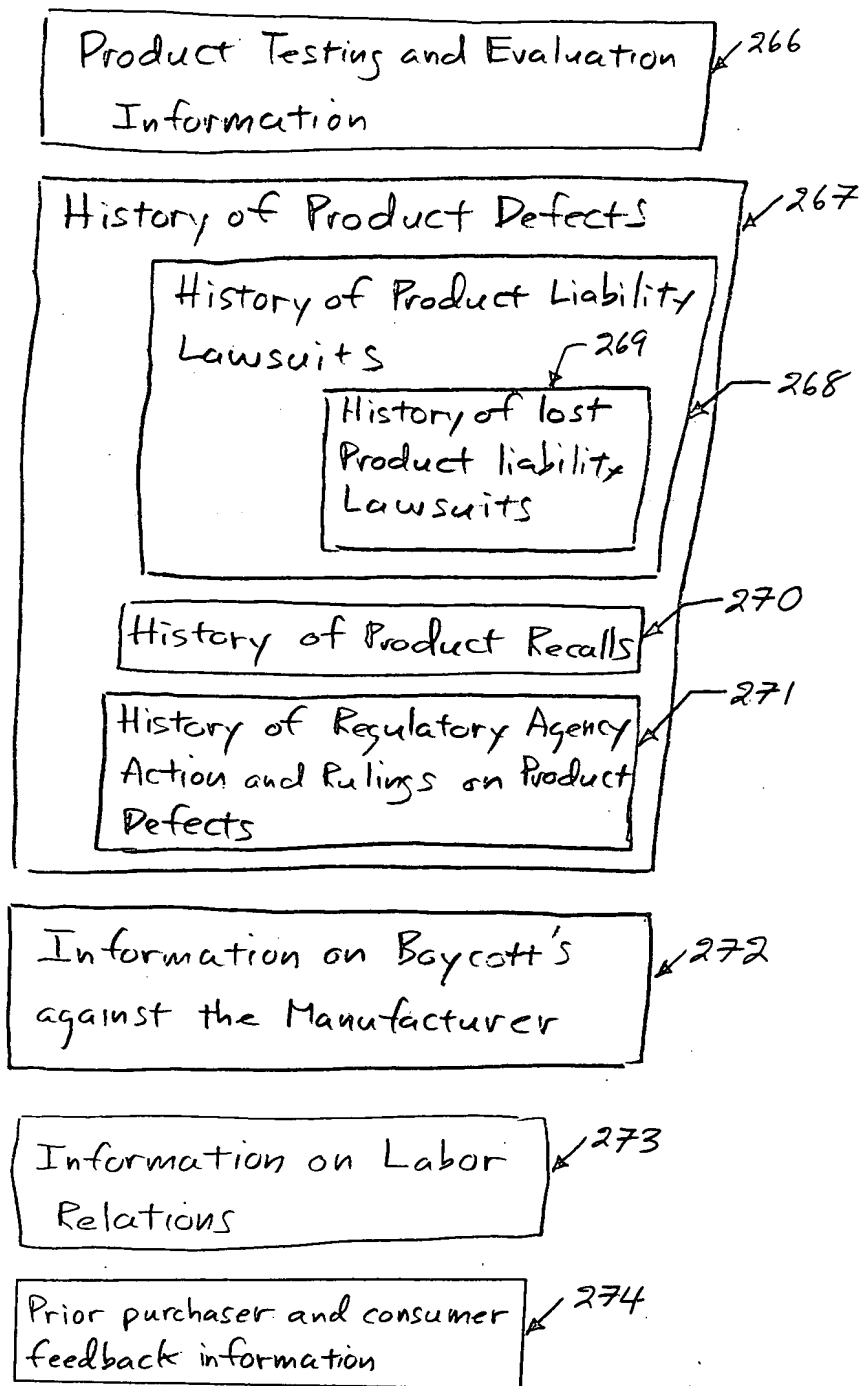 Product Testing and Evaluation 266
Information
History of Product Defects 267
History of Product Liability
Lawsuits 269
268
History of lost
Product liability
Lawsuits
History of Product Recalls 270
271
History of Regulatory Agency
Action and Rulings on Product
Defects
Information on Boycott's 272
against the Manufacturer
Information on Labor 273
Relations
Prior purchaser and consumer 274
feedback information